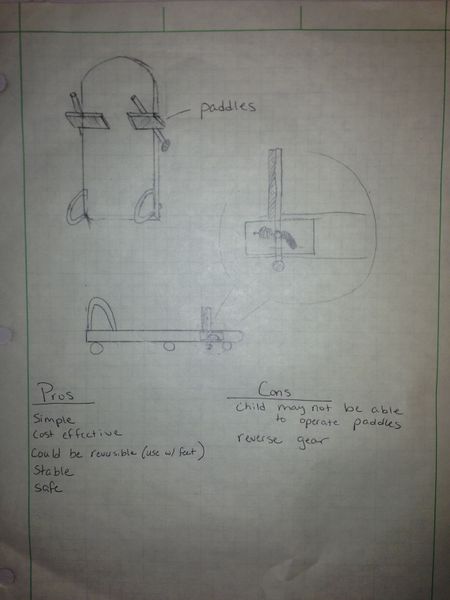 paddles
Pros
Simple
Cost effective
Could be reversible (use w/ feet)
Stable
Safe
Cons
Child may not be able
to operate paddles
reverse gear